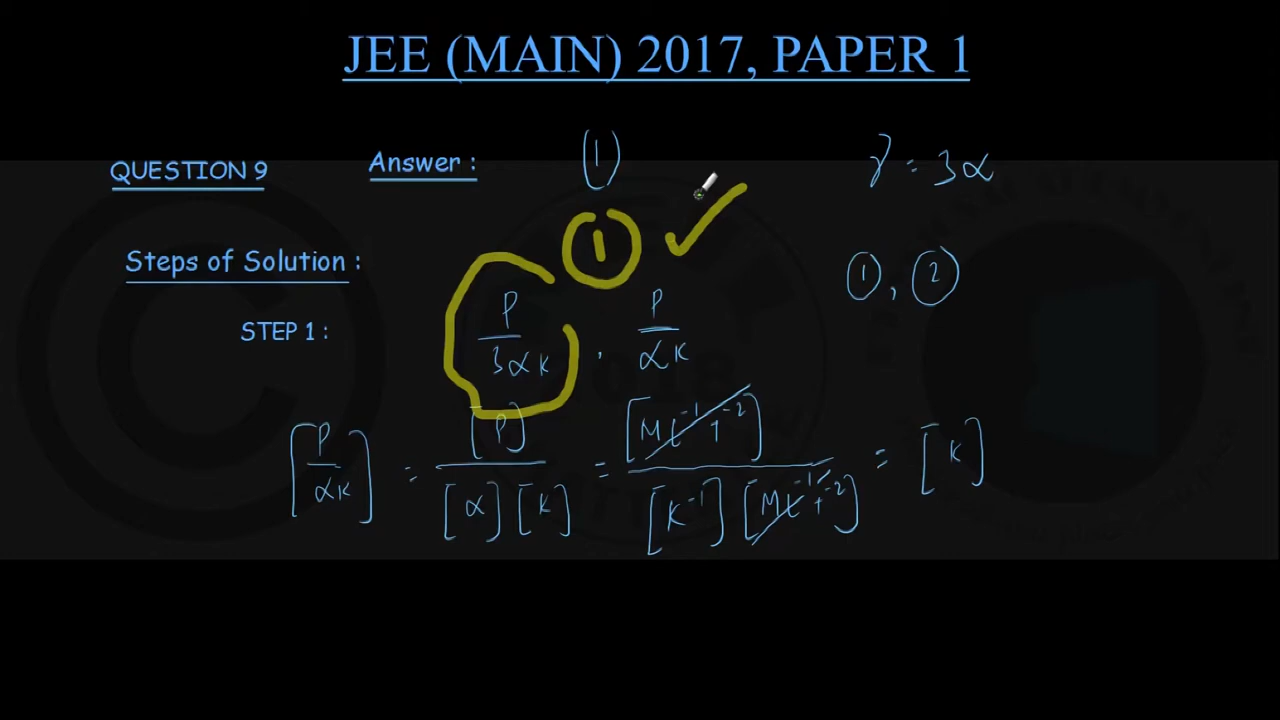 JEE (MAIN) 2017, PAPER 1
QUESTION 9 Answer : (1) γ = 3α
1 ✓
Steps of Solution : 1, 2
STEP 1 : P/3αK , P/αK
[P/αK] = [P]/[α][K] = [ML⁻¹T⁻²]/[K⁻¹][ML⁻¹T⁻²] = [K]